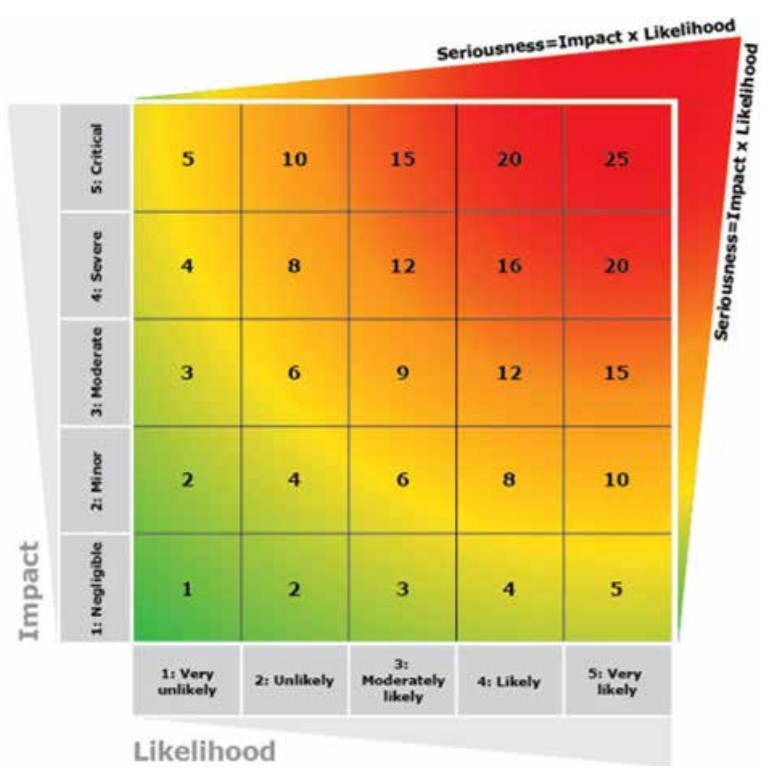 Seriousness=Impact x Likelihood
Seriousness=Impact x Likelihood
5: Critical
5
10
15
20
25
4: Severe
4
8
12
16
20
3: Moderate
3
6
9
12
15
2: Minor
2
4
6
8
10
1: Negligible
1
2
3
4
5
Impact
1: Very
unlikely
2: Unlikely
3:
Moderately
likely
4: Likely
5: Very
likely
Likelihood